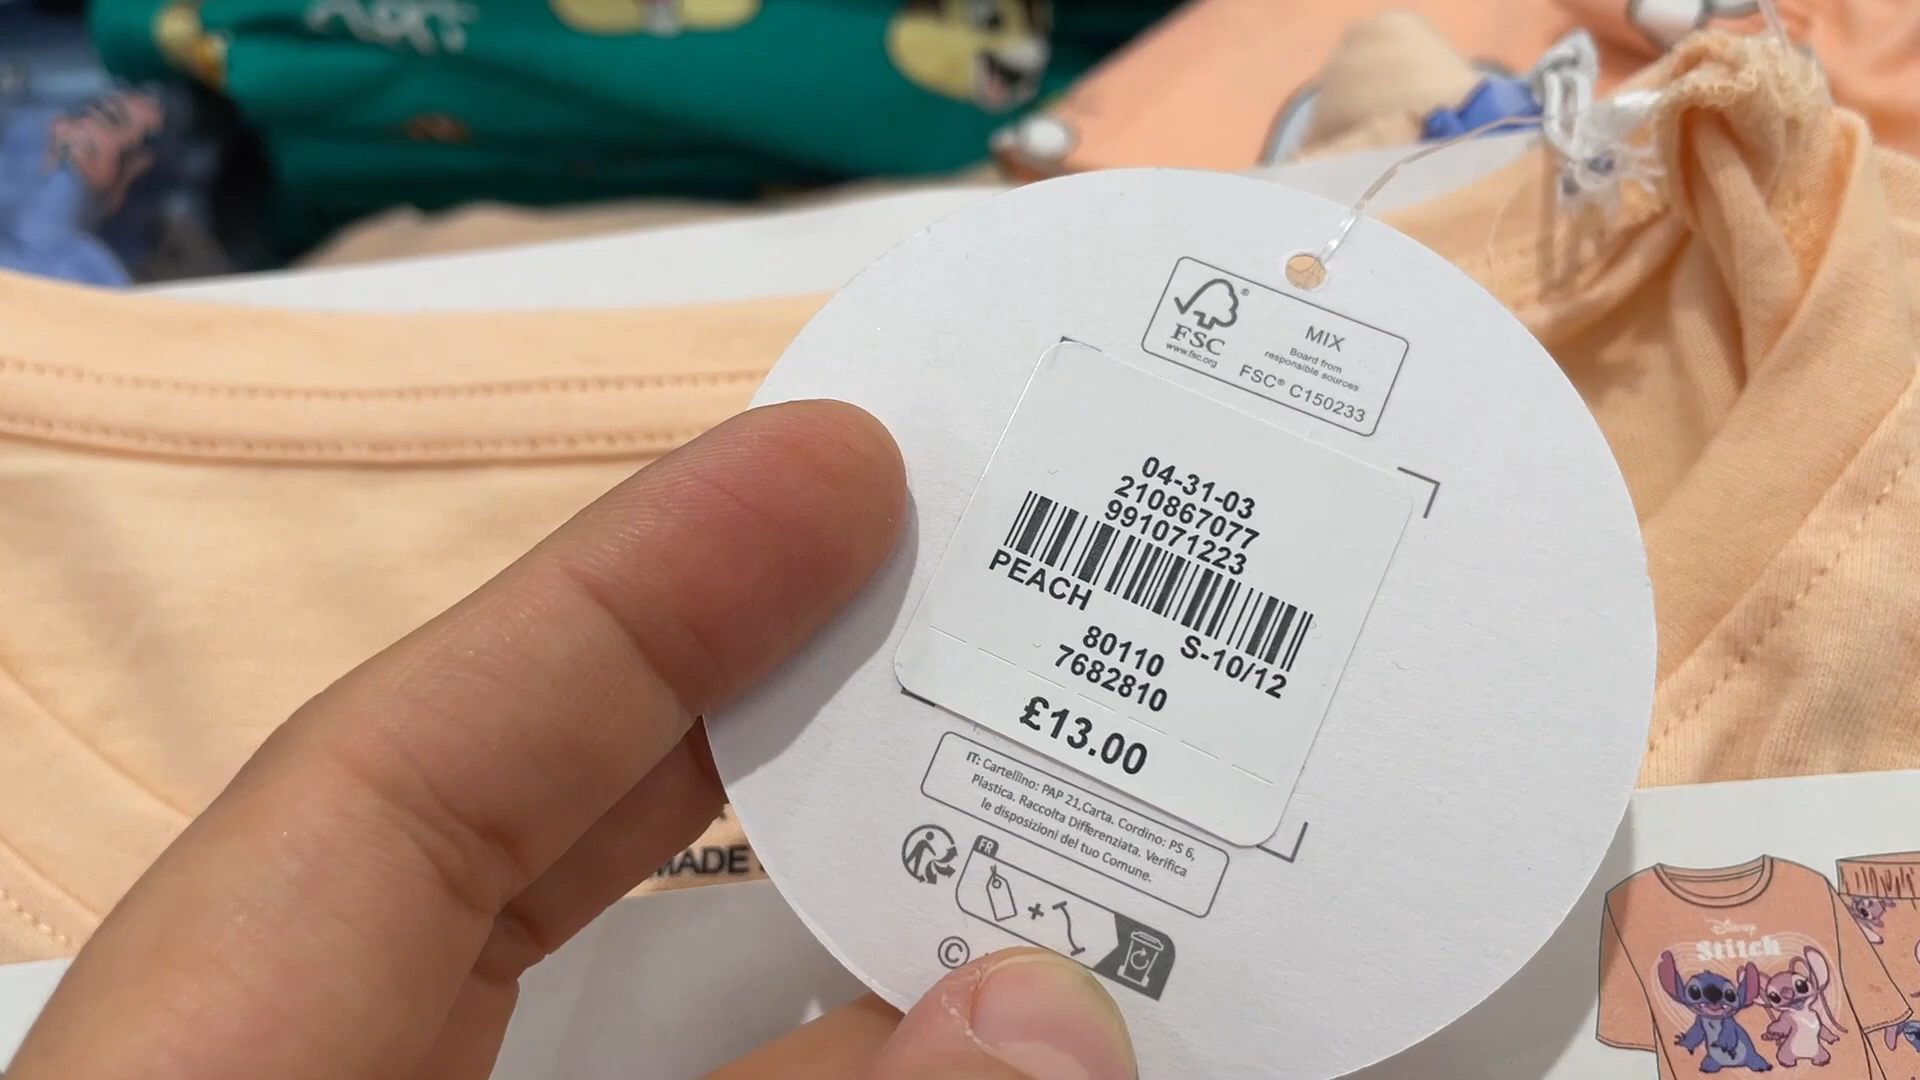 FSC
www.fsc.org
MIX
Board from
responsible sources
FSC® C150233
04-31-03
210867077
991071223
PEACH
S-10/12
80110
7682810
£13.00
IT: Cartellino: PAP 21,Carta. Cordino: PS 6,
Plastica. Raccolta Differenziata. Verifica
le disposizioni del tuo Comune.
FR
©
MADE
Disney
Stitch